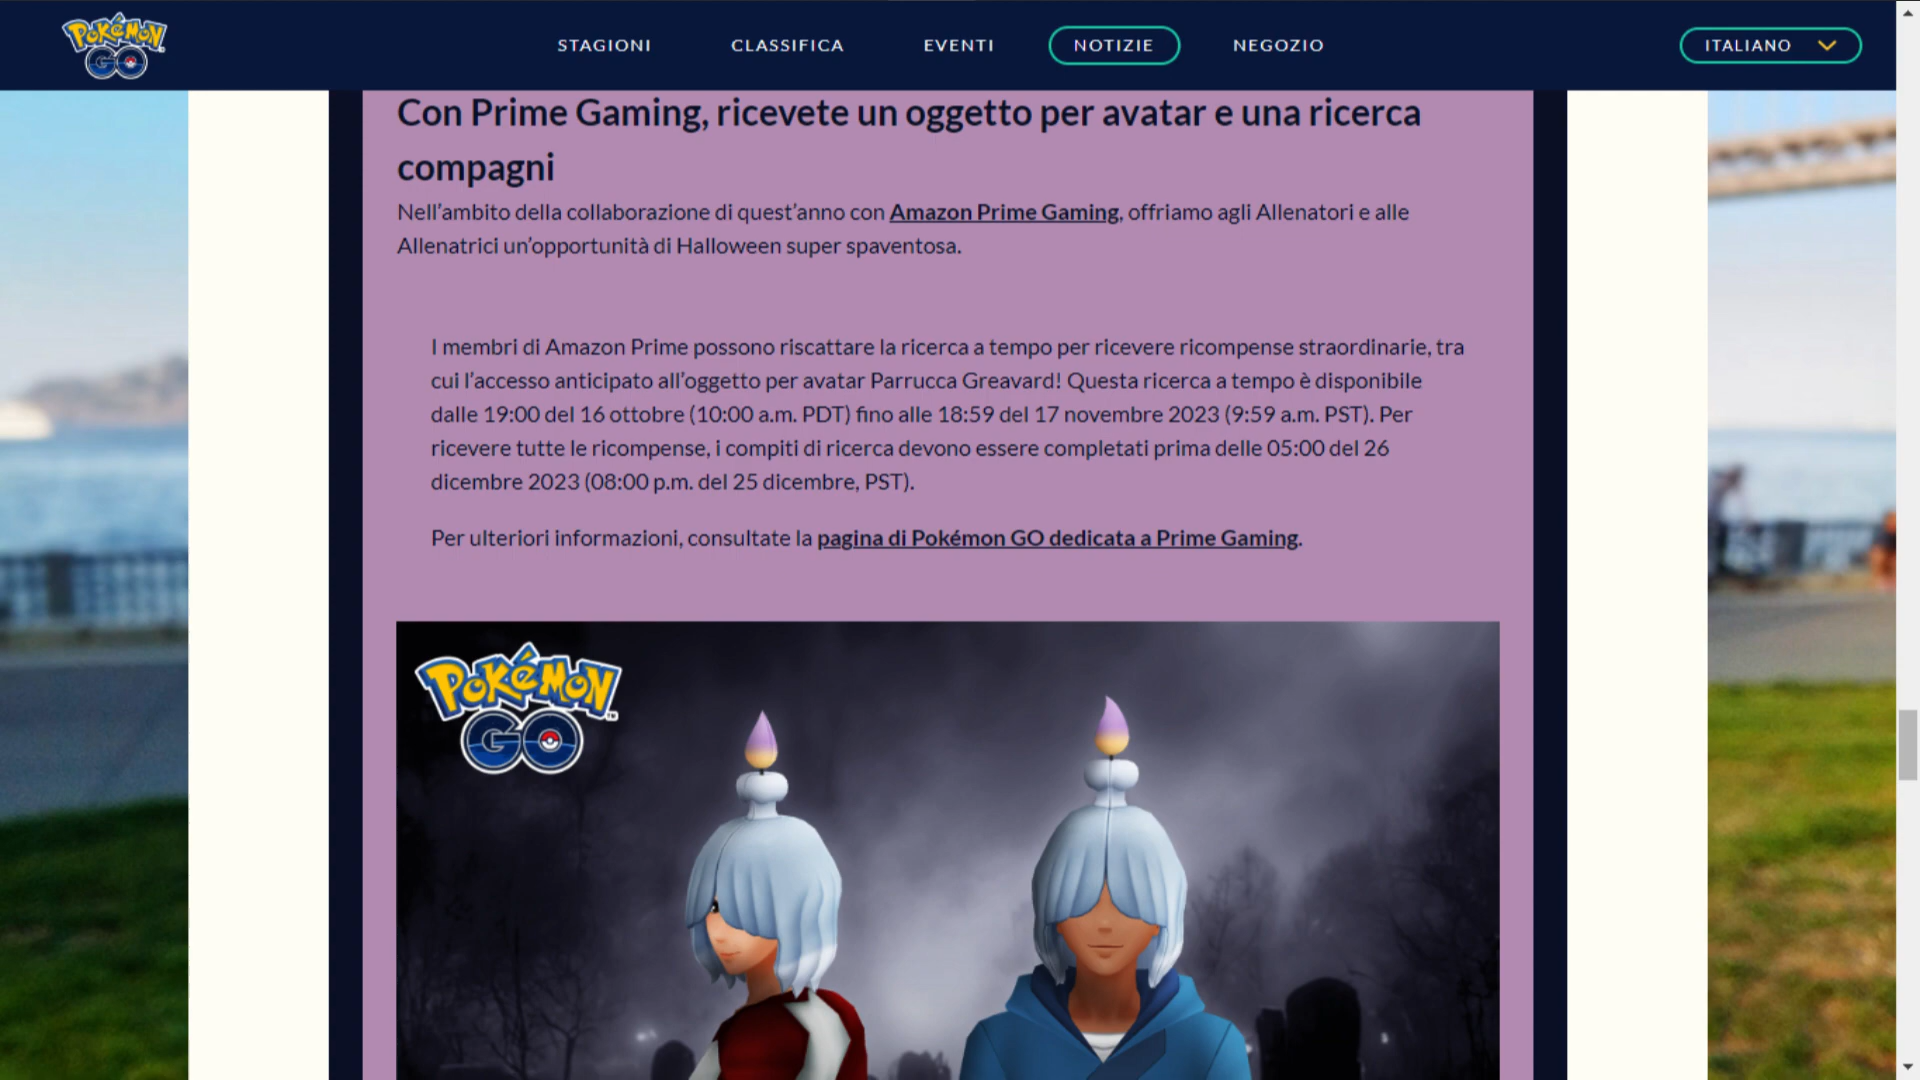 POKÉMON GO
STAGIONI
CLASSIFICA
EVENTI
NOTIZIE
NEGOZIO
ITALIANO
Con Prime Gaming, ricevete un oggetto per avatar e una ricerca
compagni
Nell’ambito della collaborazione di quest’anno con Amazon Prime Gaming, offriamo agli Allenatori e alle
Allenatrici un’opportunità di Halloween super spaventosa.
I membri di Amazon Prime possono riscattare la ricerca a tempo per ricevere ricompense straordinarie, tra
cui l’accesso anticipato all’oggetto per avatar Parrucca Greavard! Questa ricerca a tempo è disponibile
dalle 19:00 del 16 ottobre (10:00 a.m. PDT) fino alle 18:59 del 17 novembre 2023 (9:59 a.m. PST). Per
ricevere tutte le ricompense, i compiti di ricerca devono essere completati prima delle 05:00 del 26
dicembre 2023 (08:00 p.m. del 25 dicembre, PST).
Per ulteriori informazioni, consultate la pagina di Pokémon GO dedicata a Prime Gaming.
POKÉMON
GO
TM